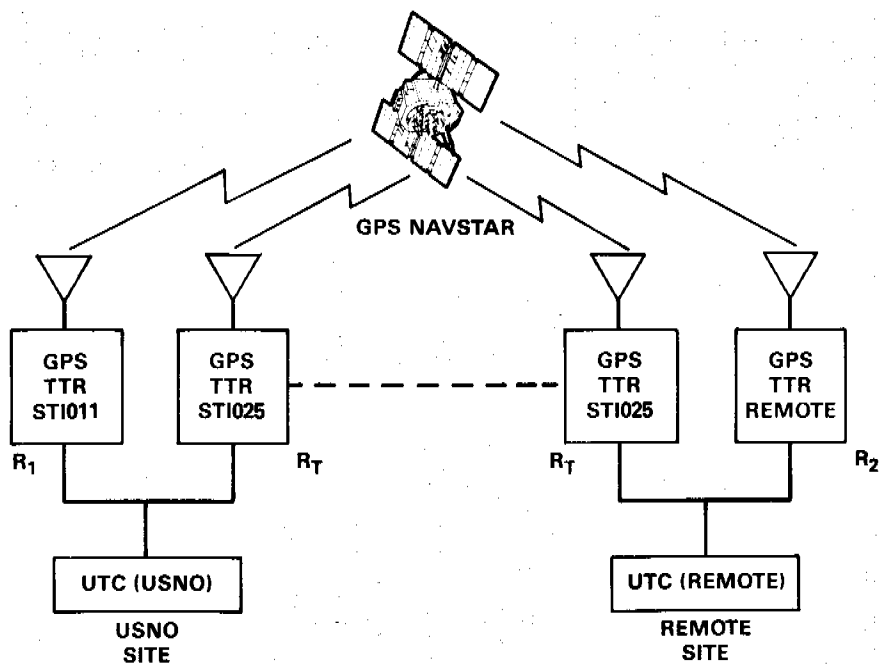 GPS NAVSTAR
GPS
TTR
STI011
GPS
TTR
STI025
GPS
TTR
STI025
GPS
TTR
REMOTE
R1
RT
RT
R2
UTC (USNO)
UTC (REMOTE)
USNO
SITE
REMOTE
SITE